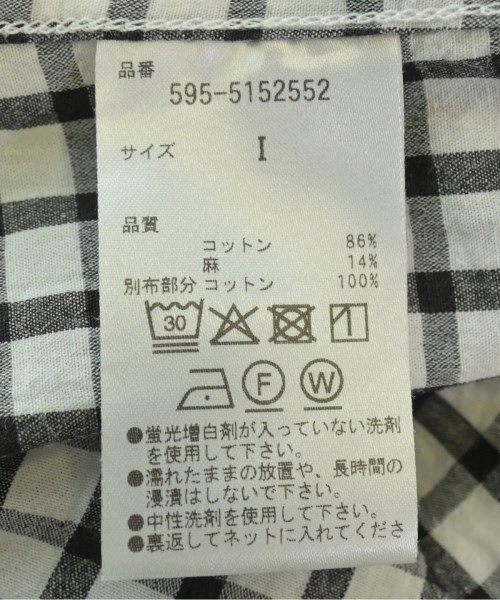 品番
595-5152552
サイズ I
品質
コットン 86%
麻 14%
別布部分 コットン 100%
30
F W
●蛍光増白剤が入っていない洗剤
を使用して下さい。
●濡れたままの放置や、長時間の
浸漬はしないで下さい。
●中性洗剤を使用して下さい。
●裏返してネットに入れてくださ